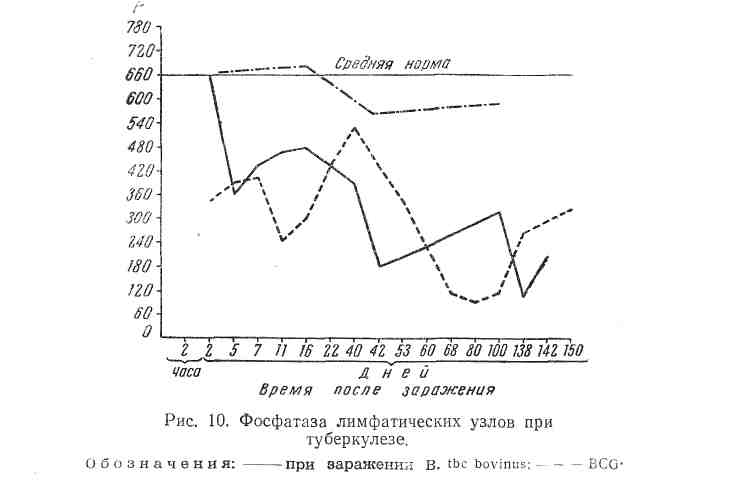 P
780
720
Средняя норма
660
600
540
480
420
360
300
240
180
120
60
0
2 2 5 7 11 16 22 40 42 53 60 68 80 100 138 142 150
часа дней
Время после заражения
Рис. 10. Фосфатаза лимфатических узлов при
туберкулезе.
Обозначения: —— при заражении B. tbc bovinus; – – – BCG·